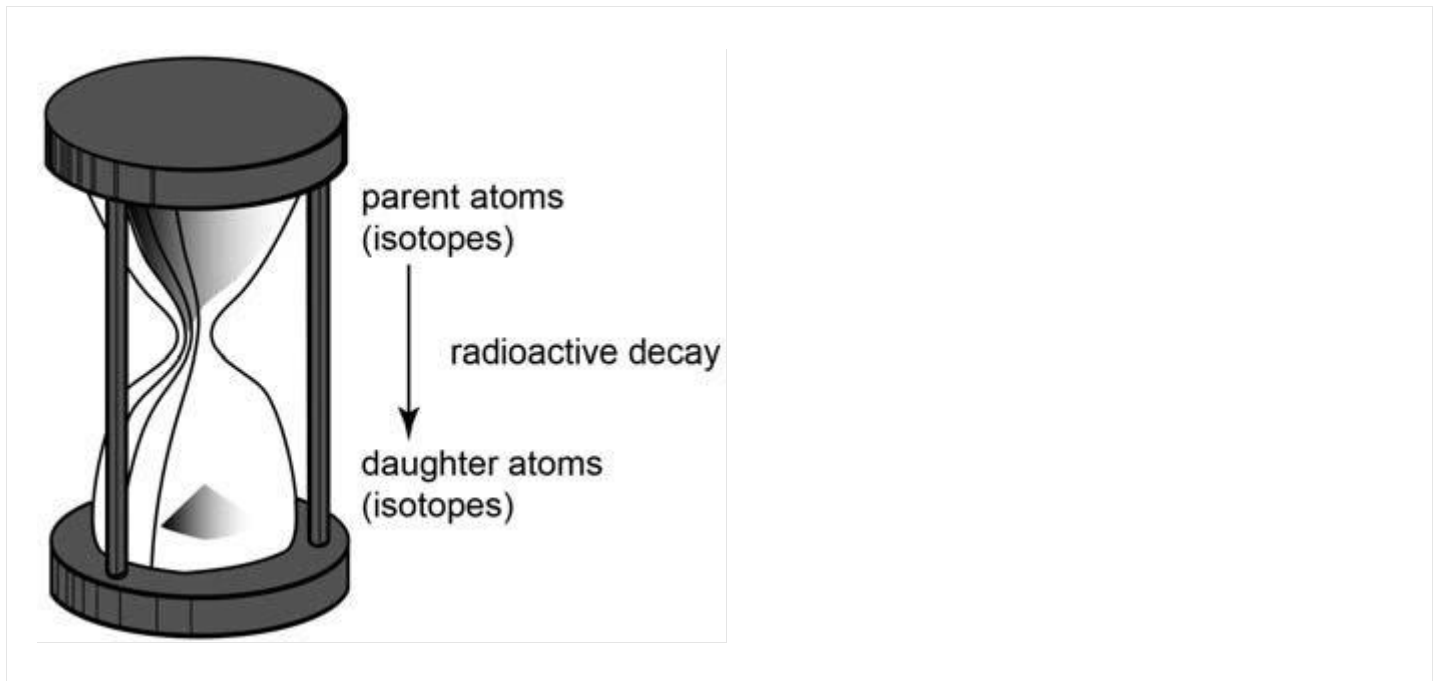 parent atoms
(isotopes)
radioactive decay
daughter atoms
(isotopes)